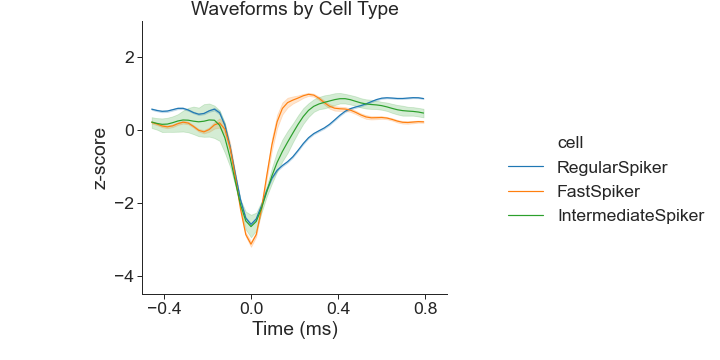 Waveforms by Cell Type
z-score
2
0
−2
−4
−0.4
0.0
0.4
0.8
Time (ms)
cell
RegularSpiker
FastSpiker
IntermediateSpiker